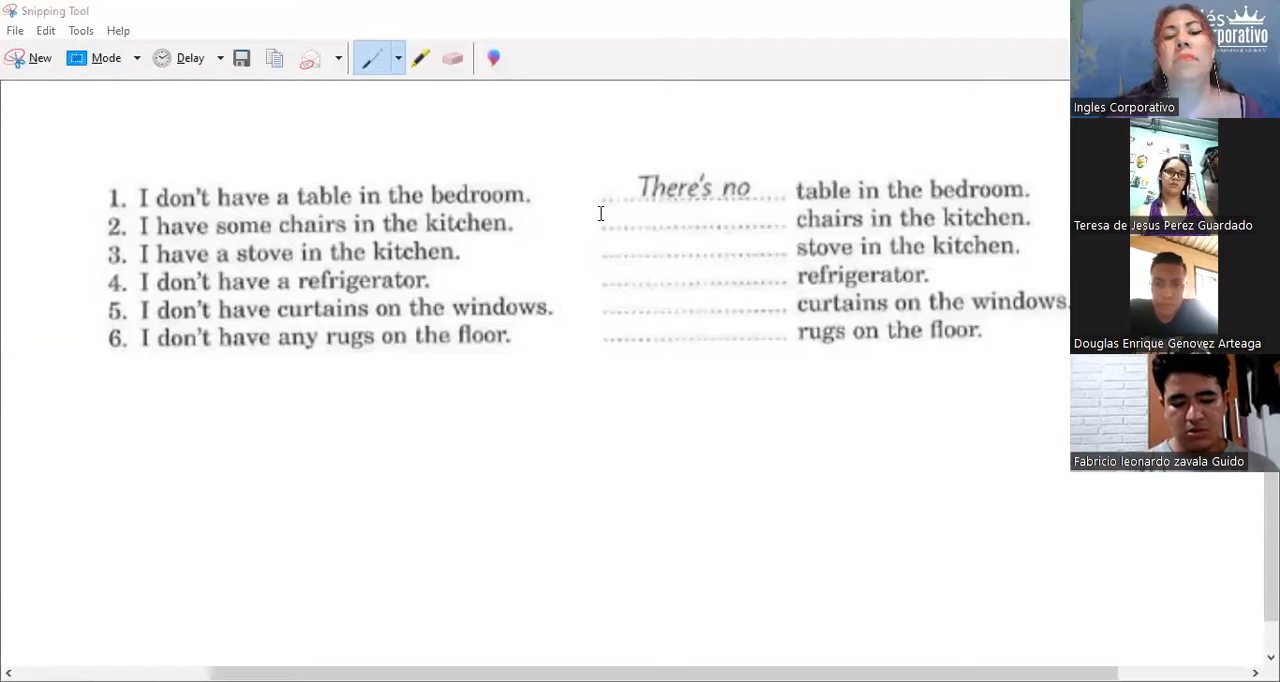 Snipping Tool
File Edit Tools Help
New Mode Delay
1. I don't have a table in the bedroom. There's no table in the bedroom.
2. I have some chairs in the kitchen. chairs in the kitchen.
3. I have a stove in the kitchen. stove in the kitchen.
4. I don't have a refrigerator. refrigerator.
5. I don't have curtains on the windows. curtains on the windows.
6. I don't have any rugs on the floor. rugs on the floor.
Ingles Corporativo
Teresa de Jesus Perez Guardado
Douglas Enrique Genovez Arteaga
Fabricio leonardo zavala Guido